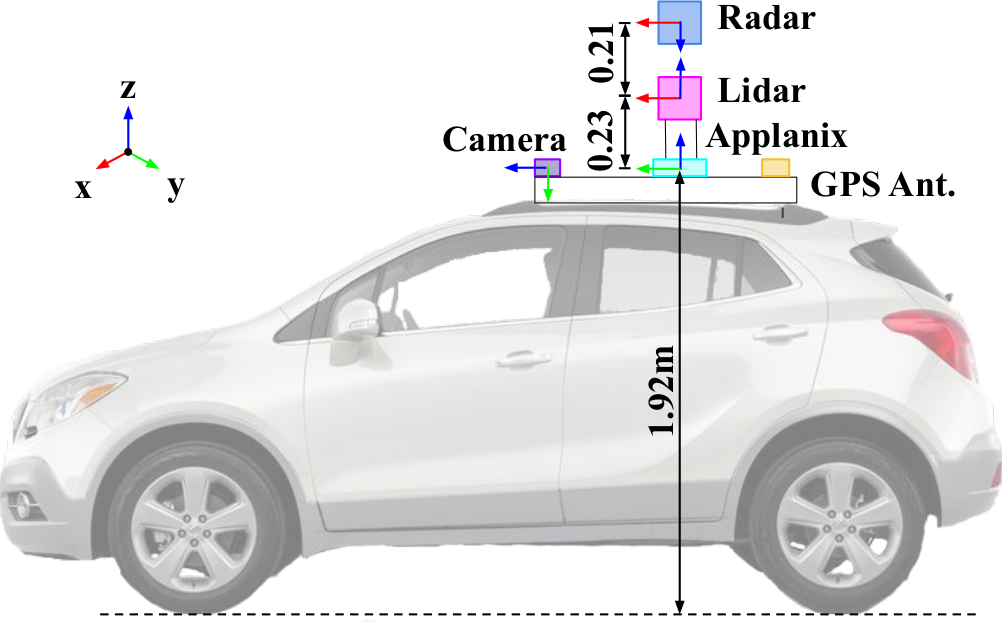 Radar
0.21
z
Lidar
Camera
0.23
Applanix
x
y
GPS Ant.
1.92m